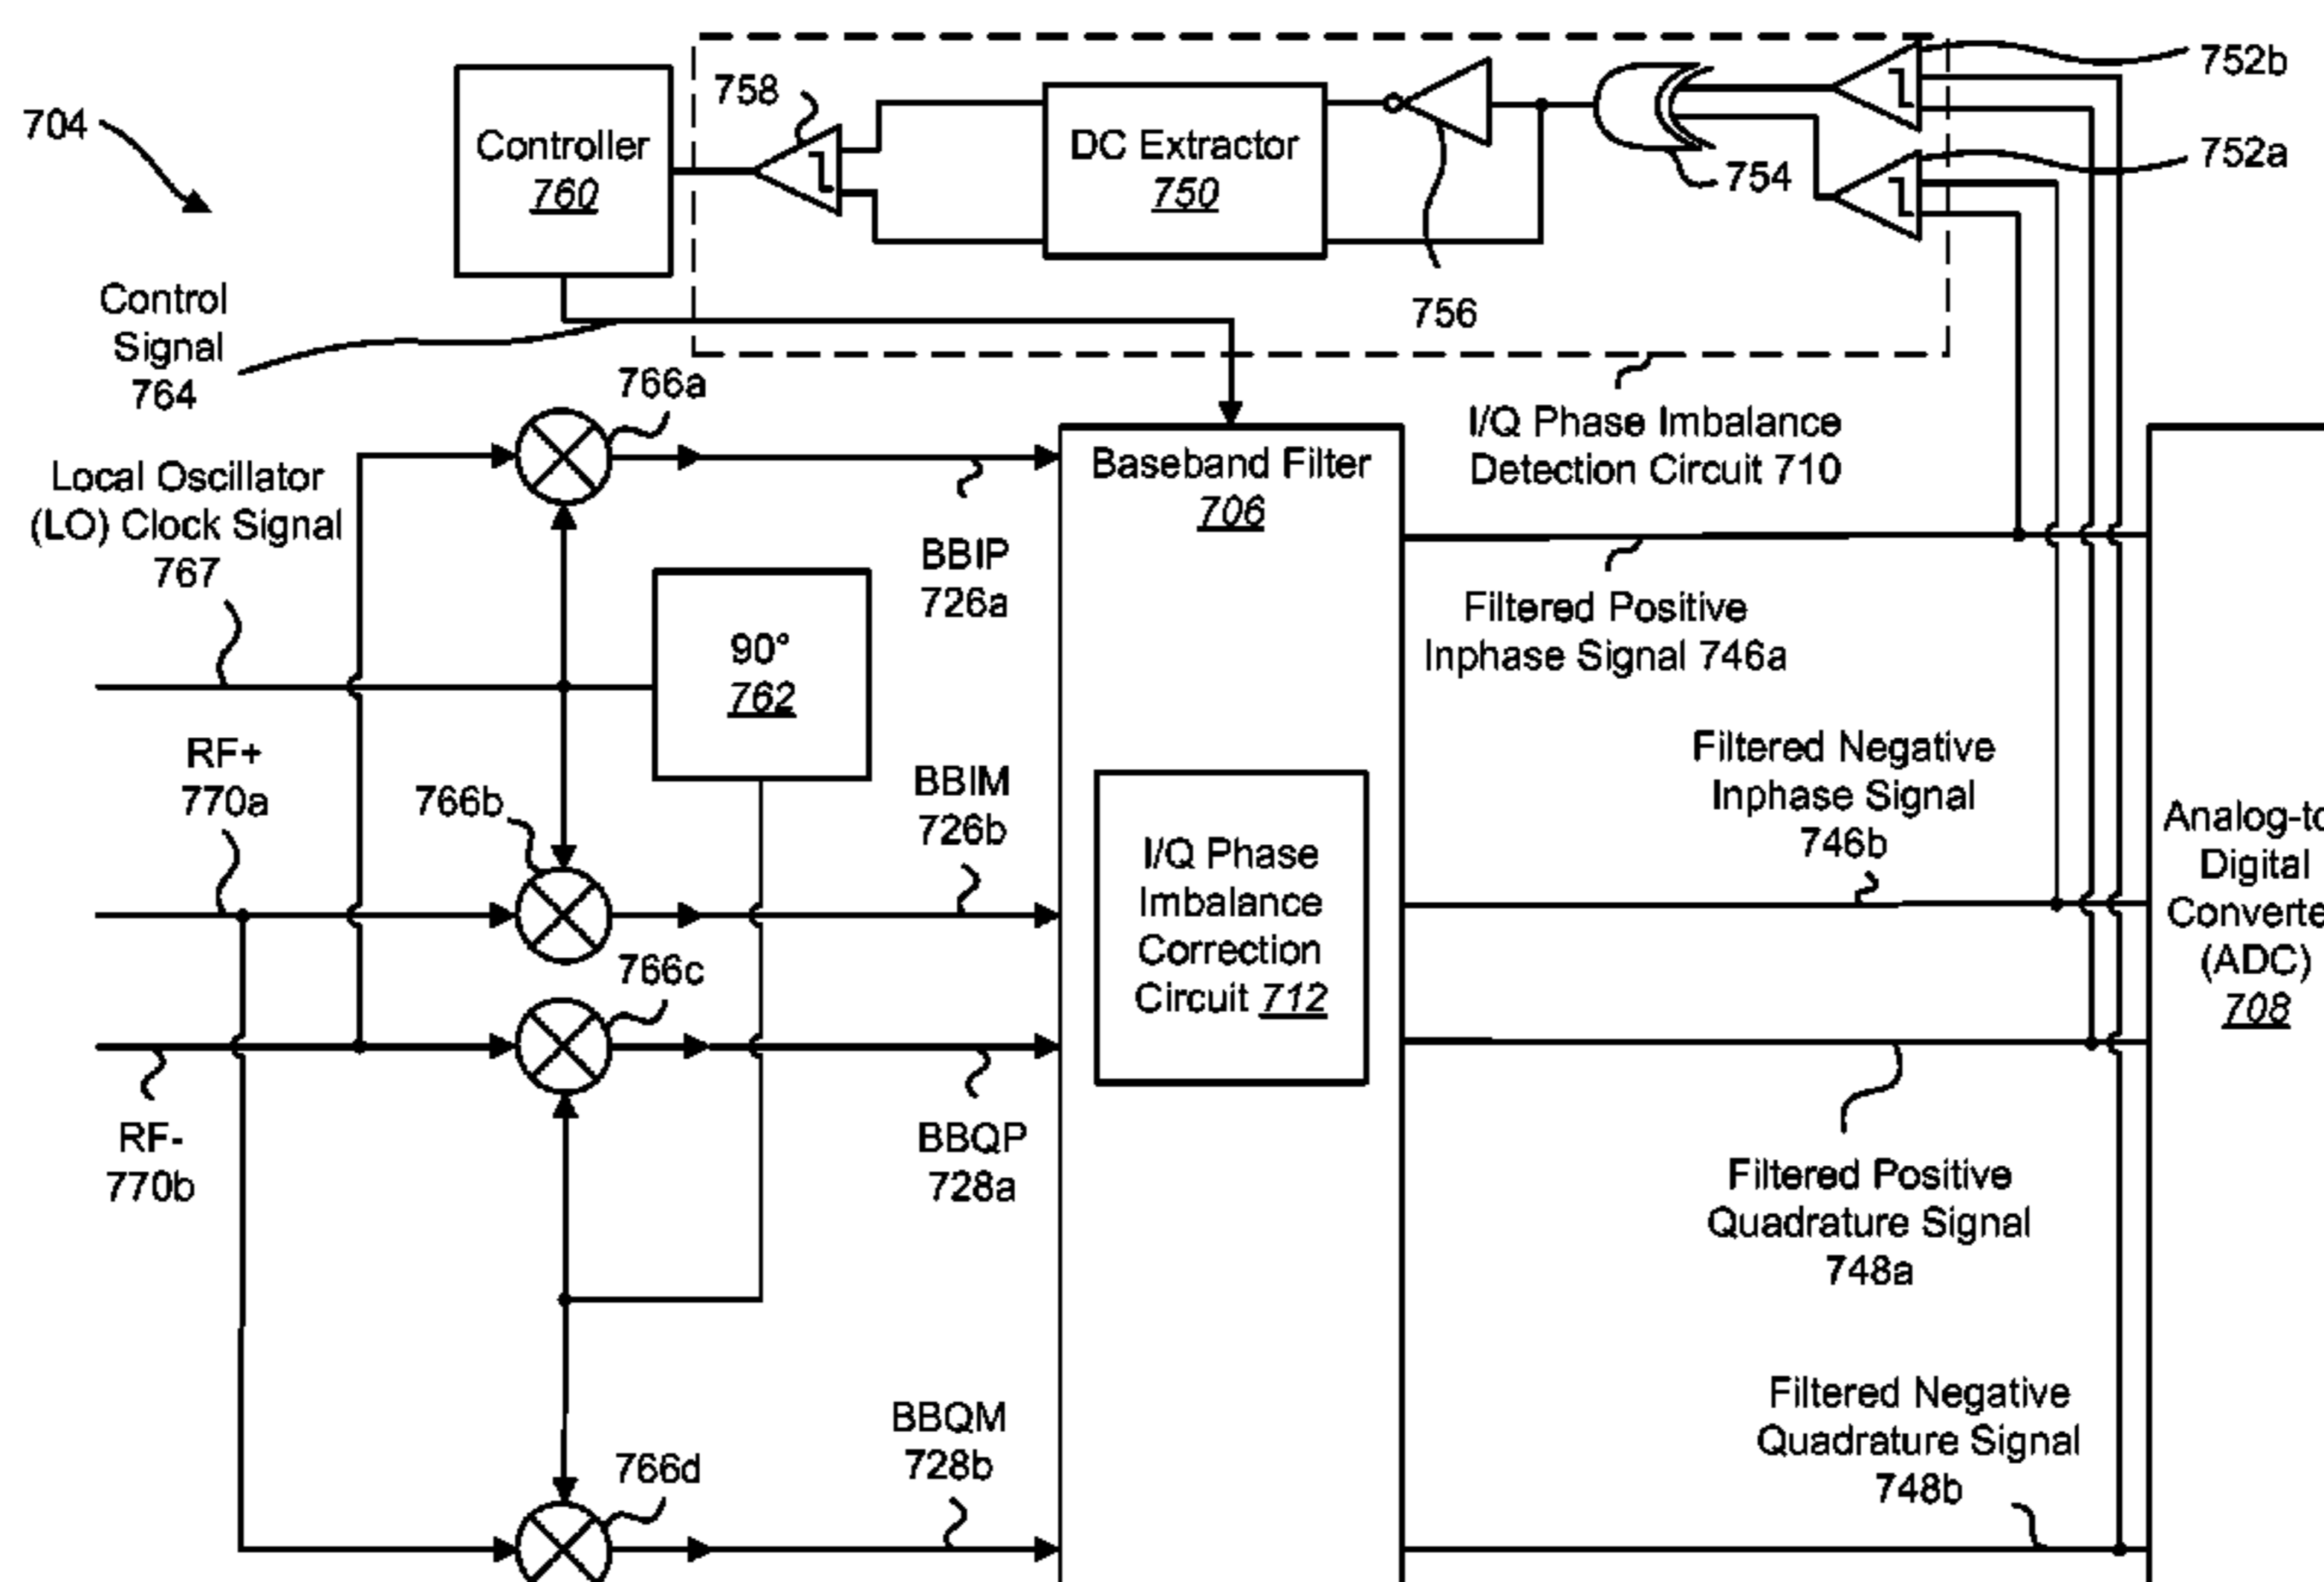 704
Controller
760
758
DC Extractor
750
756
754
752b
752a
Control
Signal
764
I/Q Phase Imbalance
Detection Circuit 710
766a
Local Oscillator
(LO) Clock Signal
767
90°
762
BBIP
726a
Baseband Filter
706
Filtered Positive
Inphase Signal 746a
RF+
770a
766b
BBIM
726b
I/Q Phase
Imbalance
Correction
Circuit 712
Filtered Negative
Inphase Signal
746b
Analog-to
Digital
Converte
(ADC)
708
766c
RF-
770b
BBQP
728a
Filtered Positive
Quadrature Signal
748a
766d
BBQM
728b
Filtered Negative
Quadrature Signal
748b